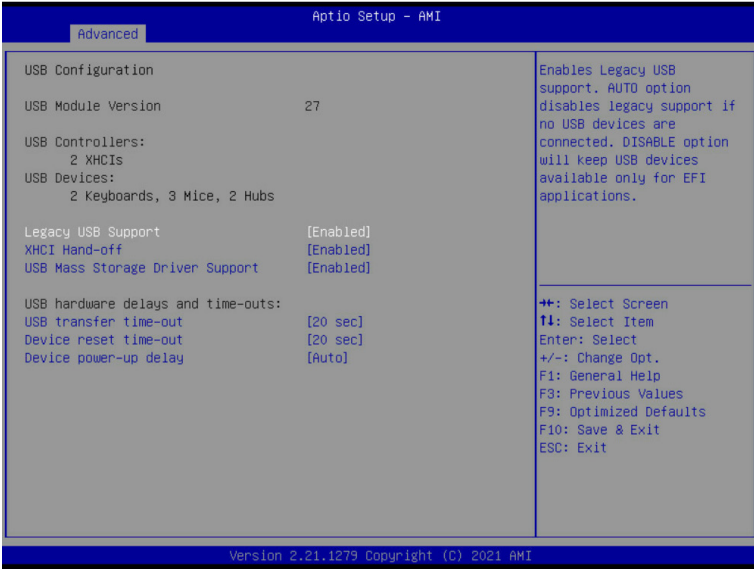 Aptio Setup - AMI
Advanced
USB Configuration
USB Module Version 27
USB Controllers:
2 XHCIs
USB Devices:
2 Keyboards, 3 Mice, 2 Hubs
Legacy USB Support [Enabled]
XHCI Hand-off [Enabled]
USB Mass Storage Driver Support [Enabled]
USB hardware delays and time-outs:
USB transfer time-out [20 sec]
Device reset time-out [20 sec]
Device power-up delay [Auto]
Enables Legacy USB
support. AUTO option
disables legacy support if
no USB devices are
connected. DISABLE option
will keep USB devices
available only for EFI
applications.
→←: Select Screen
↑↓: Select Item
Enter: Select
+/-: Change Opt.
F1: General Help
F3: Previous Values
F9: Optimized Defaults
F10: Save & Exit
ESC: Exit
Version 2.21.1279 Copyright (C) 2021 AMI